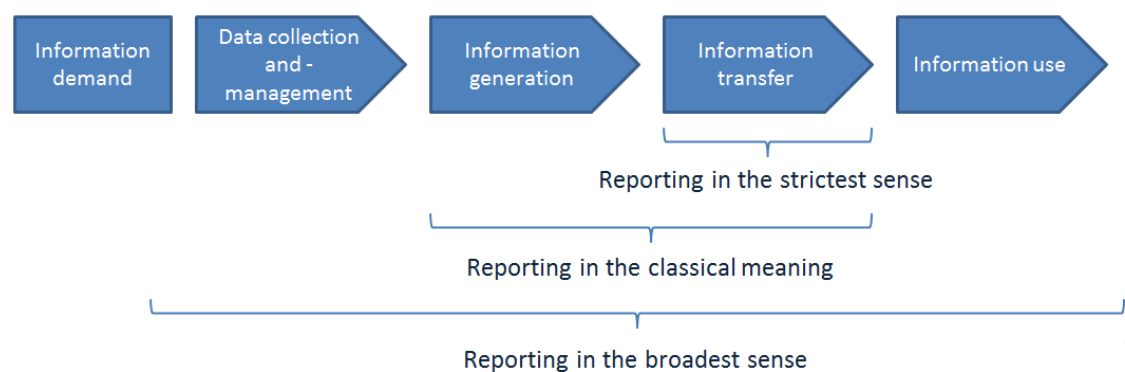 Information
demand
Data collection
and -
management
Information
generation
Information
transfer
Information use
Reporting in the strictest sense
Reporting in the classical meaning
Reporting in the broadest sense